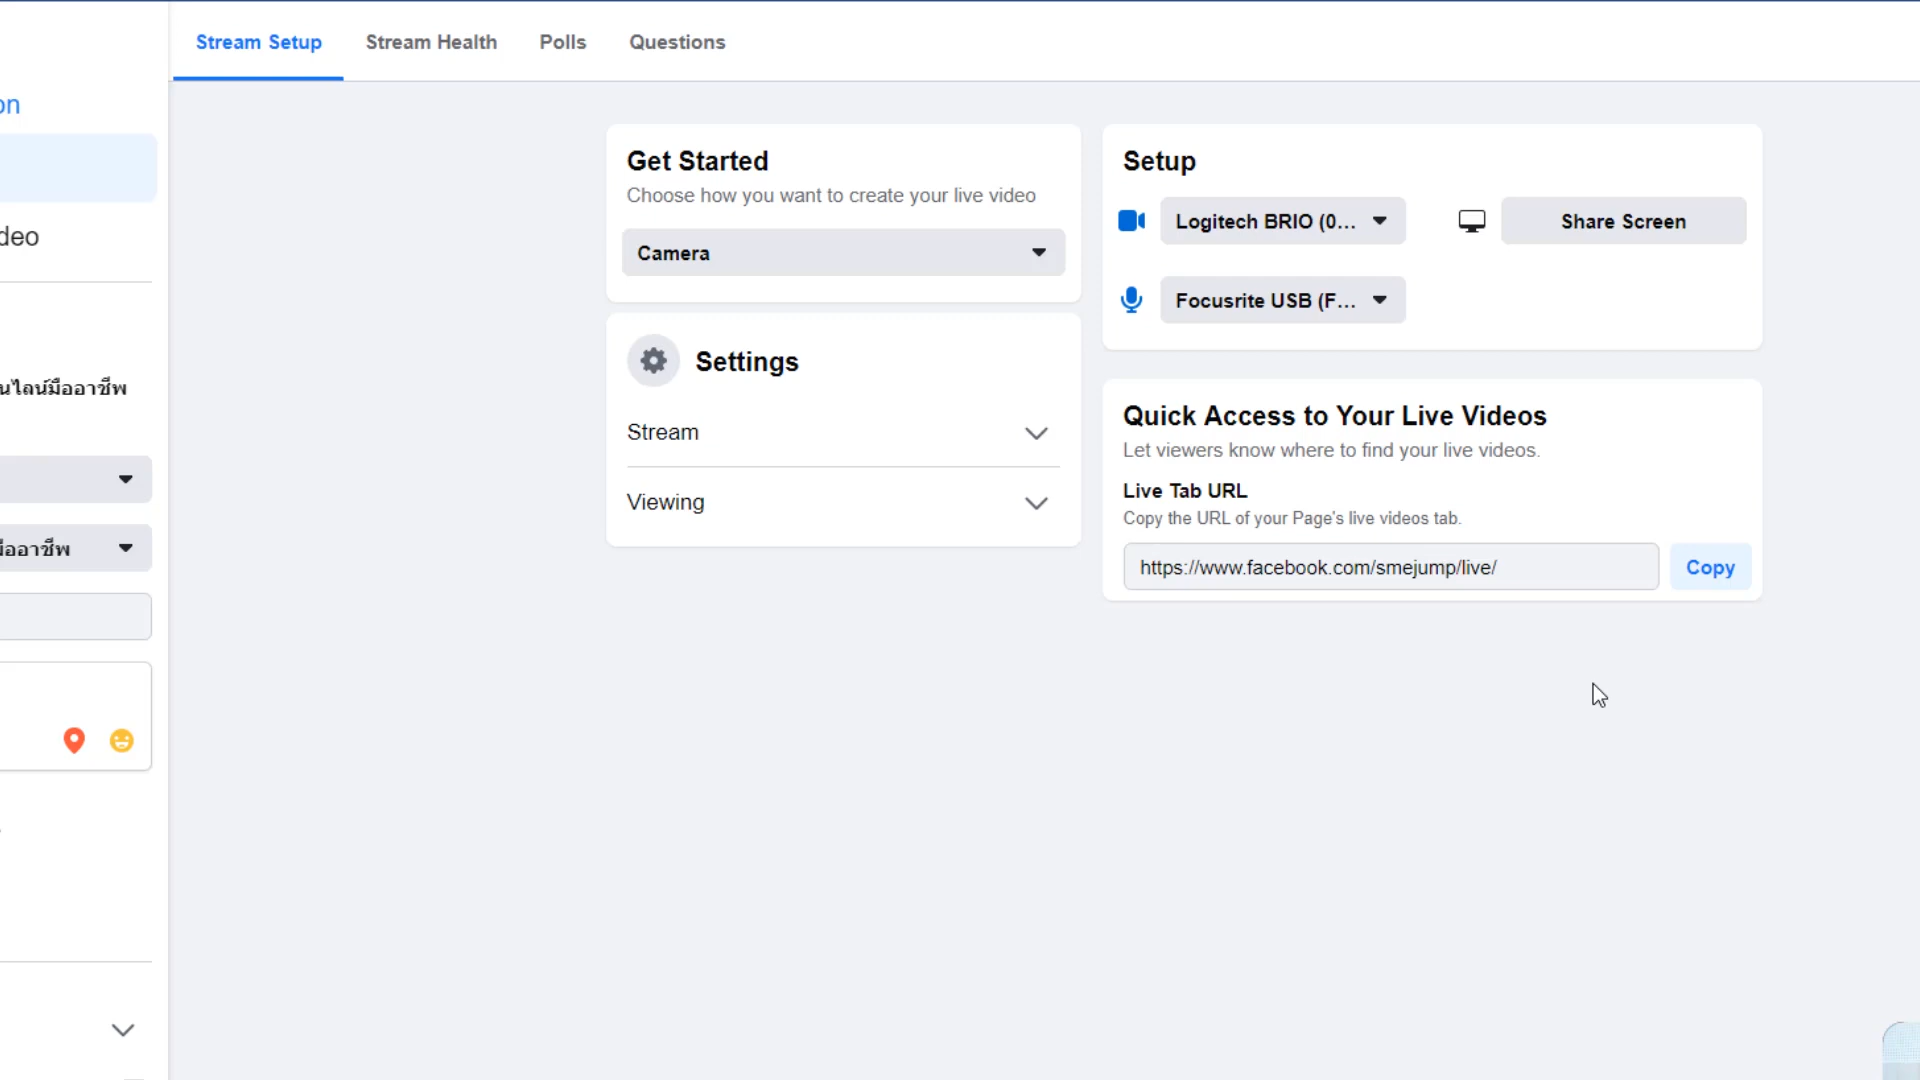 Stream Setup
Stream Health
Polls
Questions
on
deo
นไลน์มืออาชีพ
มืออาชีพ
Get Started
Choose how you want to create your live video
Camera
Settings
Stream
Viewing
Setup
Logitech BRIO (0...
Share Screen
Focusrite USB (F...
Quick Access to Your Live Videos
Let viewers know where to find your live videos.
Live Tab URL
Copy the URL of your Page's live videos tab.
https://www.facebook.com/smejump/live/
Copy